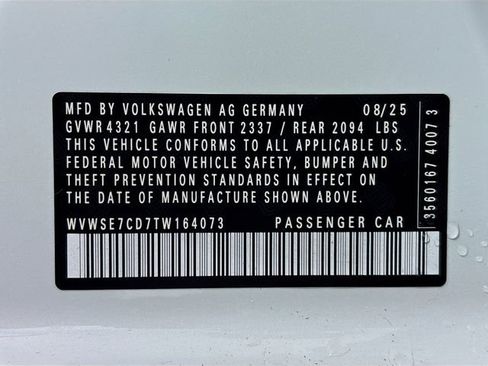 MFD BY VOLKSWAGEN AG GERMANY 08/25
GVWR 4321 GAWR FRONT 2337 / REAR 2094 LBS
THIS VEHICLE CONFORMS TO ALL APPLICABLE U.S.
FEDERAL MOTOR VEHICLE SAFETY, BUMPER AND
THEFT PREVENTION STANDARDS IN EFFECT ON
THE DATE OF MANUFACTURE SHOWN ABOVE.
WVWSE7CD7TW164073 PASSENGER CAR
3560167 40073